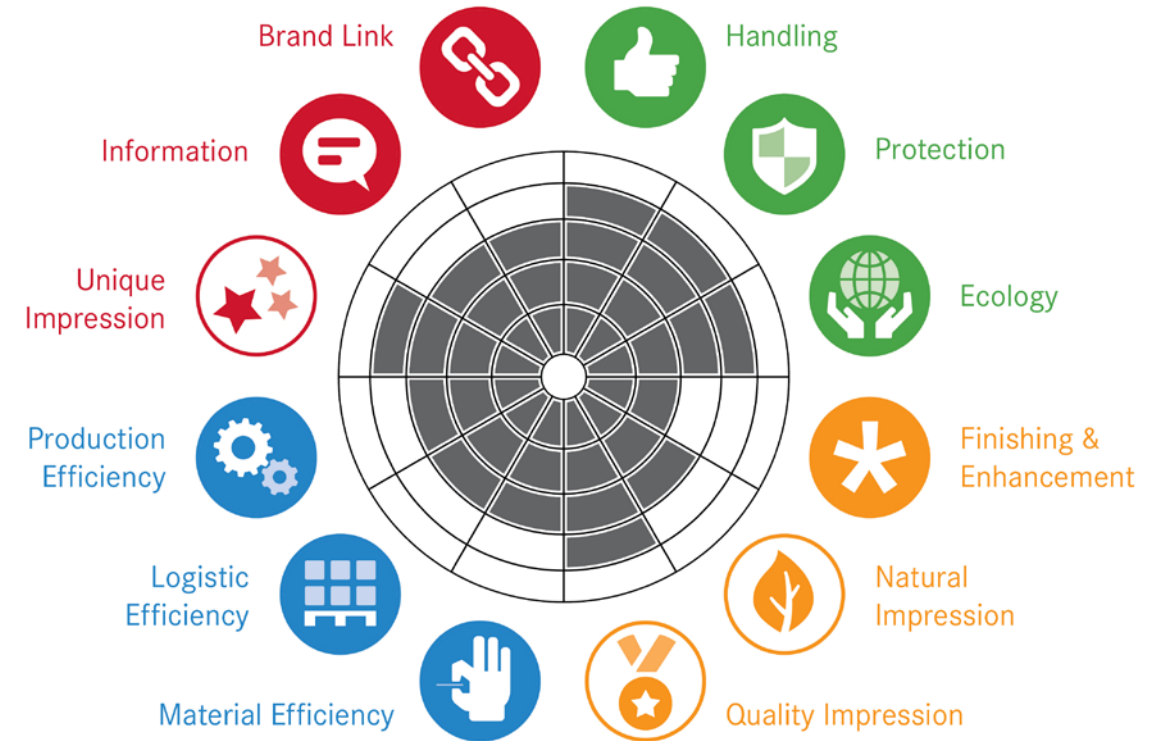 Brand Link
Handling
Information
Protection
Unique
Impression
Ecology
Production
Efficiency
Finishing &
Enhancement
Logistic
Efficiency
Natural
Impression
Material Efficiency
Quality Impression